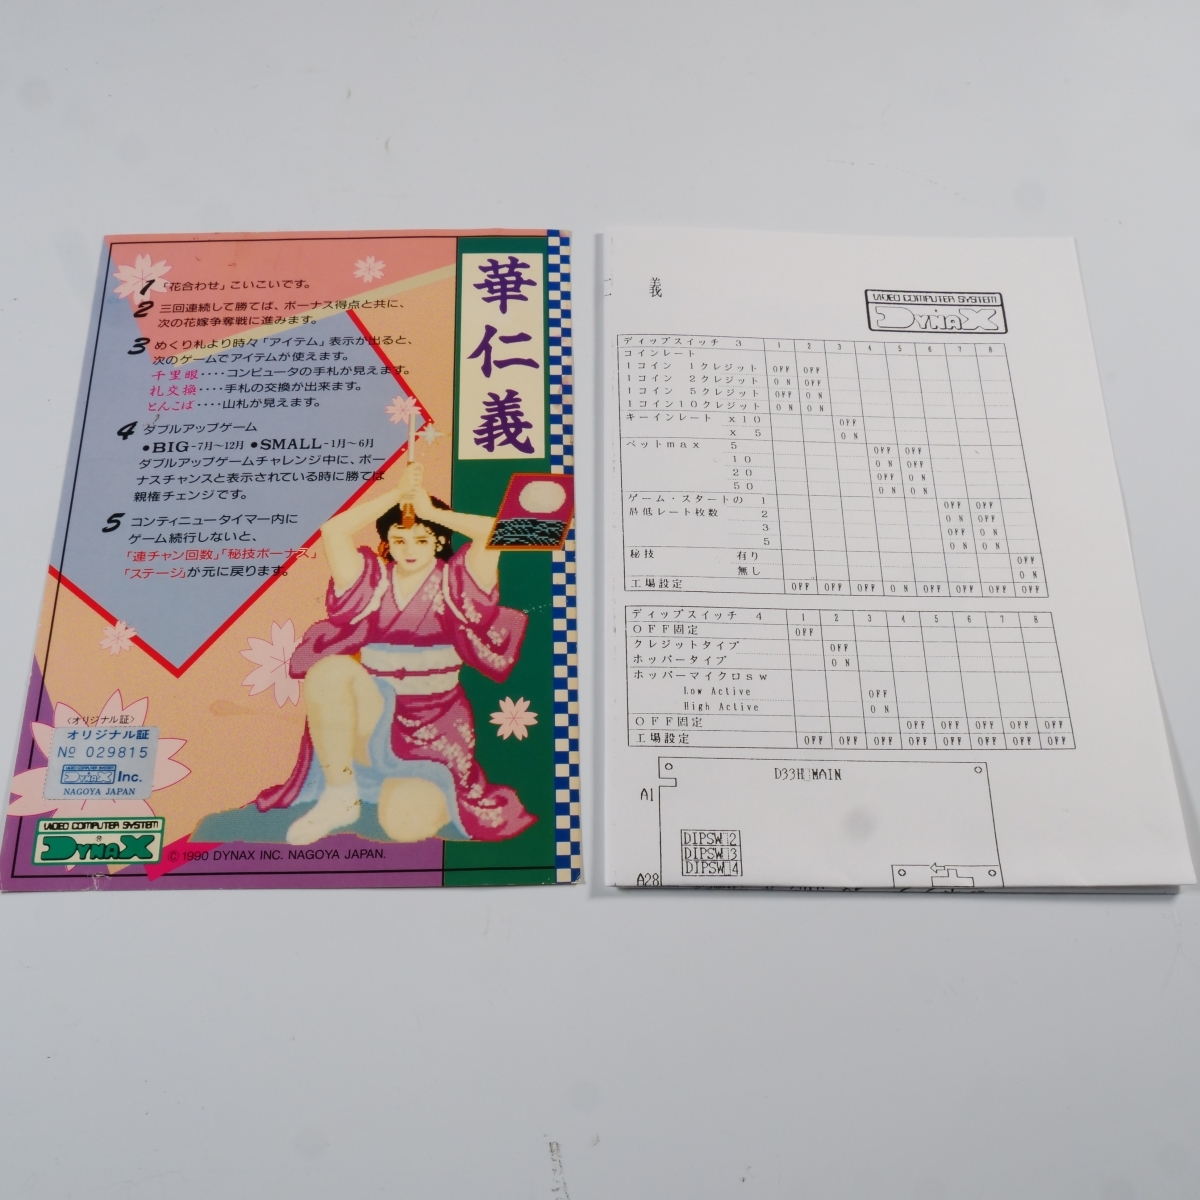 華仁義
1 「花合わせ」こいこいです。
2 三回連続して勝てば、ボーナス得点と共に、
次の花嫁争奪戦に進みます。
3 めくり札より時々「アイテム」表示が出ると、
次のゲームでアイテムが使えます。
千里眼‥‥コンピュータの手札が見えます。
札交換‥‥手札の交換が出来ます。
とんこば‥‥山札が見えます。
4 ダブルアップゲーム
●BIG-7月〜12月 ●SMALL-1月〜6月
ダブルアップゲームチャレンジ中に、ボー
ナスチャンスと表示されている時に勝てば
親権チェンジです。
5 コンティニュータイマー内に
ゲーム続行しないと、
「連チャン回数」「秘技ボーナス」
「ステージ」が元に戻ります。
〈オリジナル証〉
オリジナル証
№ 029815
VIDEO COMPUTER SYSTEM
DYNAX Inc.
NAGOYA JAPAN
VIDEO COMPUTER SYSTEM
DYNAX
©1990 DYNAX INC. NAGOYA JAPAN.
義
VIDEO COMPUTER SYSTEM
DYNAX
ディップスイッチ 3 1 2 3 4 5 6 7 8
コインレート
1コイン 1クレジット OFF OFF
1コイン 2クレジット ON OFF
1コイン 5クレジット OFF ON
1コイン10クレジット ON ON
キーインレート x10 OFF
x 5 ON
ベットmax 5 OFF OFF
10 ON OFF
20 OFF ON
50 ON ON
ゲーム・スタートの 1 OFF OFF
最低レート枚数 2 ON OFF
3 OFF ON
5 ON ON
秘技 有り OFF
無し ON
工場設定 OFF OFF OFF ON OFF OFF OFF OFF
ディップスイッチ 4 1 2 3 4 5 6 7 8
OFF固定 OFF
クレジットタイプ OFF
ホッパータイプ ON
ホッパーマイクロsw
Low Active OFF
High Active ON
OFF固定 OFF OFF OFF OFF OFF
工場設定 OFF OFF OFF OFF OFF OFF OFF OFF
D33H MAIN
A1
DIPSW 2
DIPSW 3
DIPSW 4
A28